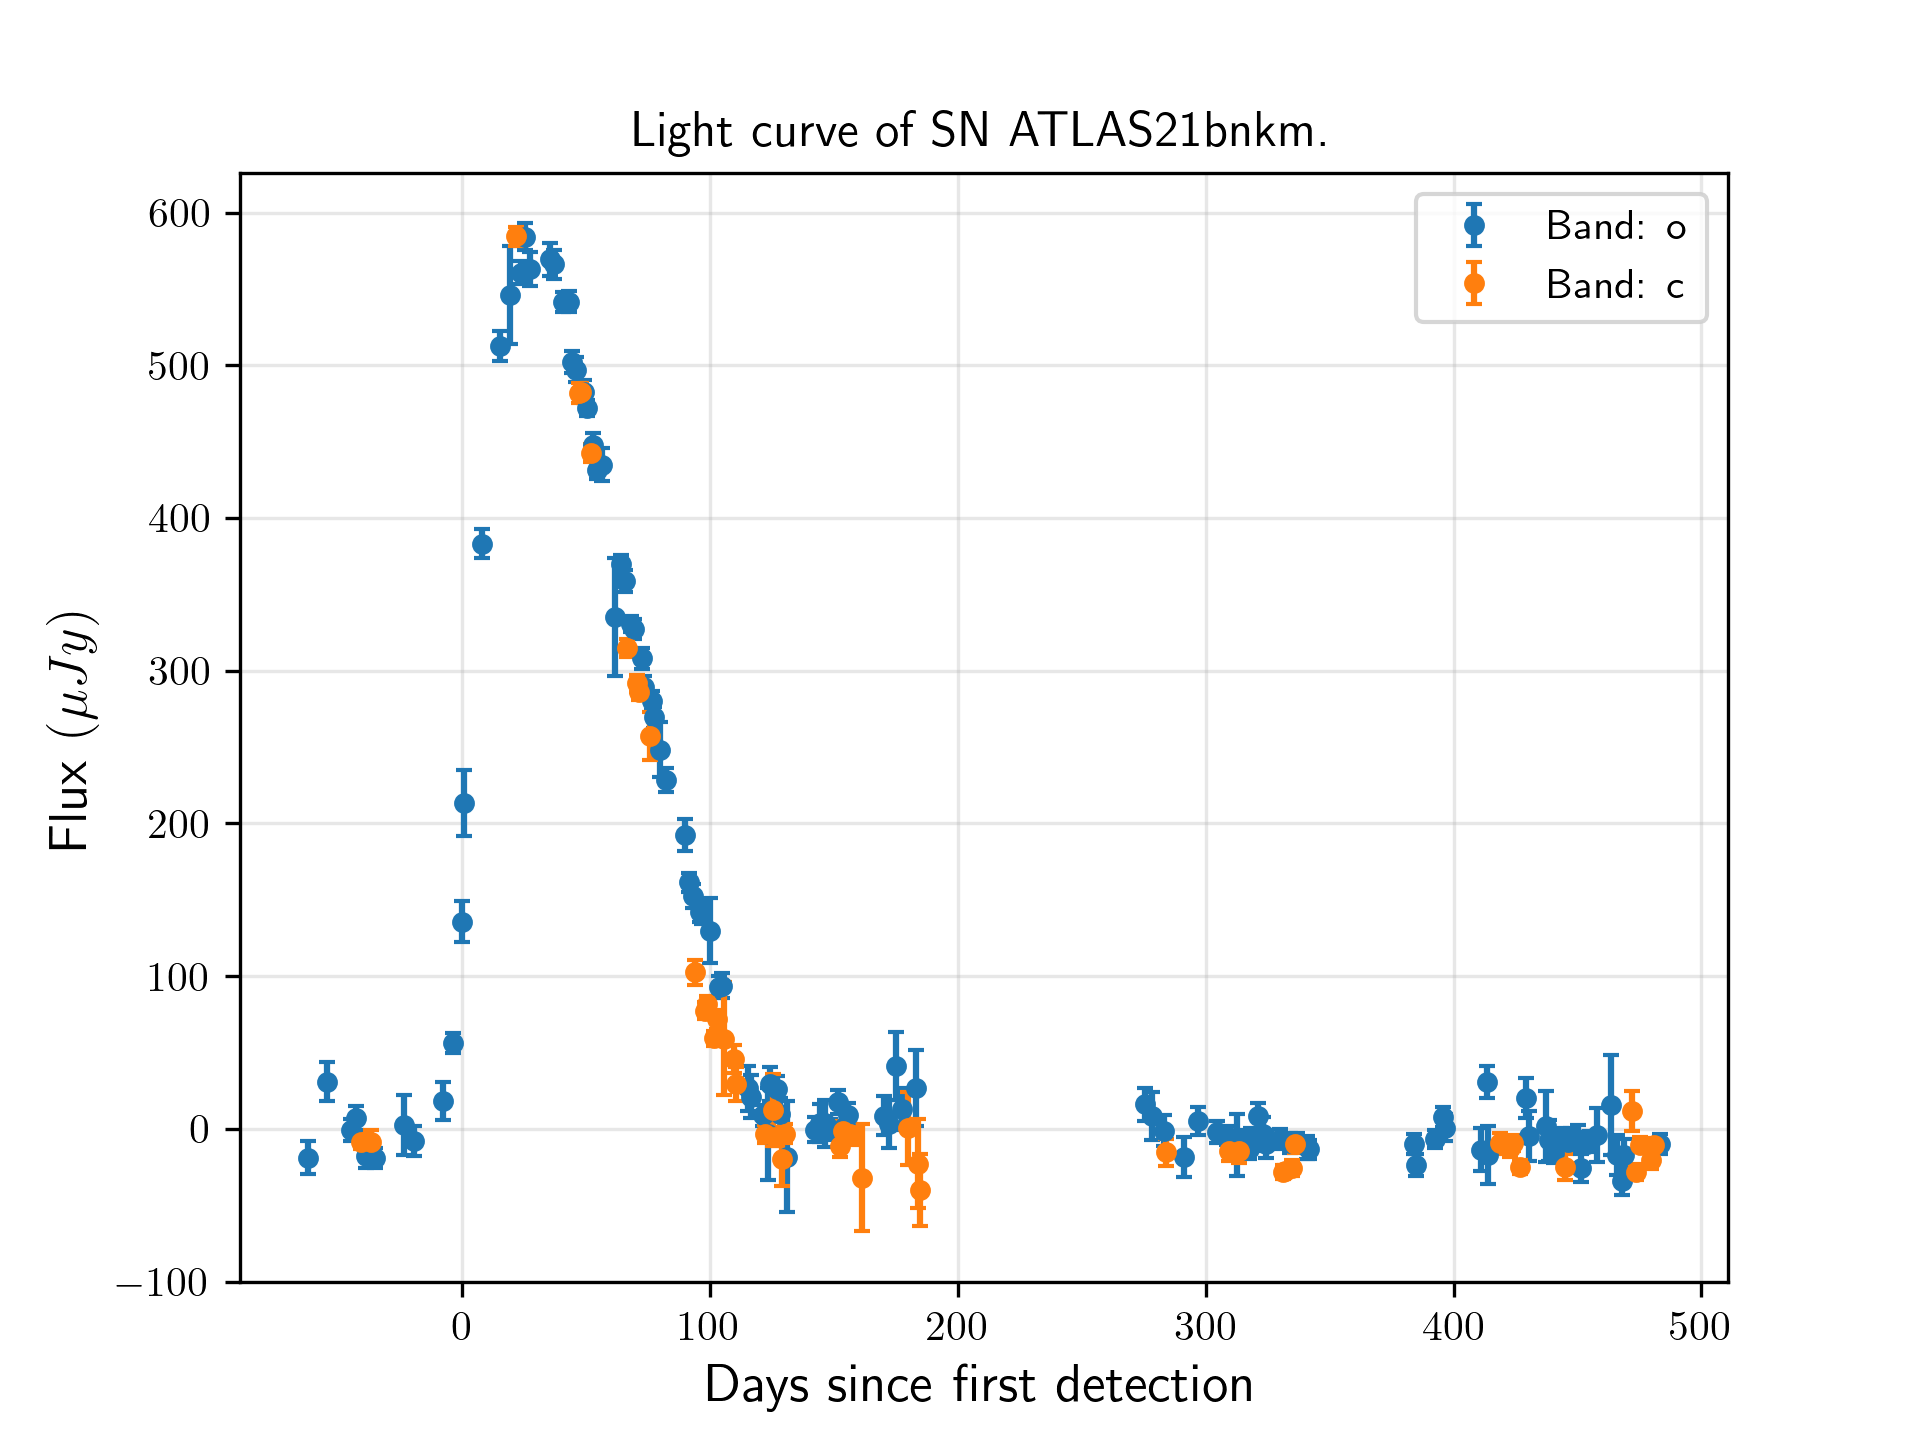 Light curve of SN ATLAS21bnkm.
Band: o
Band: c
600
500
400
300
200
100
0
−100
Flux (μJy)
0 100 200 300 400 500
Days since first detection